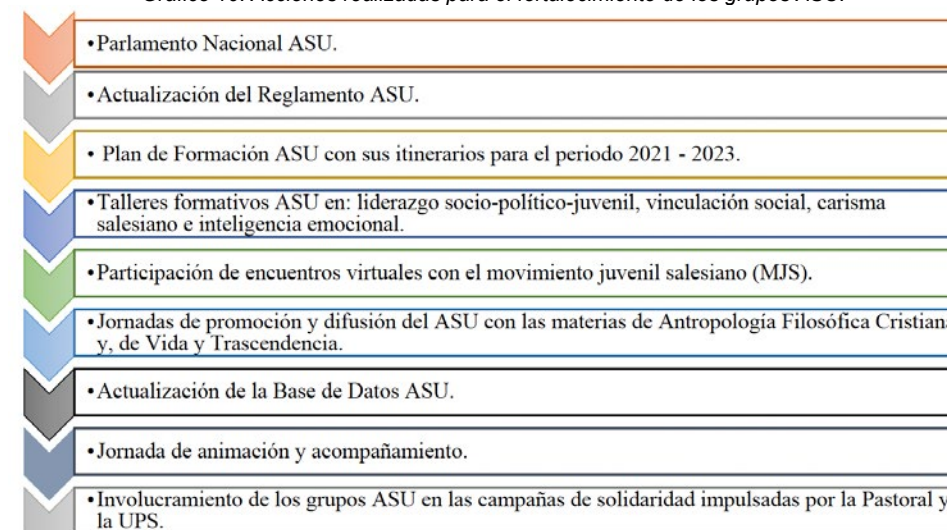 •Parlamento Nacional ASU.
•Actualización del Reglamento ASU.
• Plan de Formación ASU con sus itinerarios para el periodo 2021 - 2023.
•Talleres formativos ASU en: liderazgo socio-político-juvenil, vinculación social, carisma
salesiano e inteligencia emocional.
•Participación de encuentros virtuales con el movimiento juvenil salesiano (MJS).
•Jornadas de promoción y difusión del ASU con las materias de Antropología Filosófica Cristiana
y, de Vida y Trascendencia.
•Actualización de la Base de Datos ASU.
•Jornada de animación y acompañamiento.
•Involucramiento de los grupos ASU en las campañas de solidaridad impulsadas por la Pastoral y
la UPS.